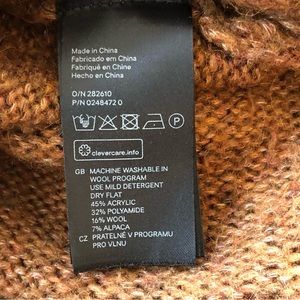 Made in China
Fabricado em China
Fabriqué en Chine
Hecho en China
O/N 282610
P/N 0248472 0
P
clevercare.info
GB MACHINE WASHABLE IN
WOOL PROGRAM
USE MILD DETERGENT
DRY FLAT
45% ACRYLIC
32% POLYAMIDE
16% WOOL
7% ALPACA
CZ PRATELNÉ V PROGRAMU
PRO VLNU